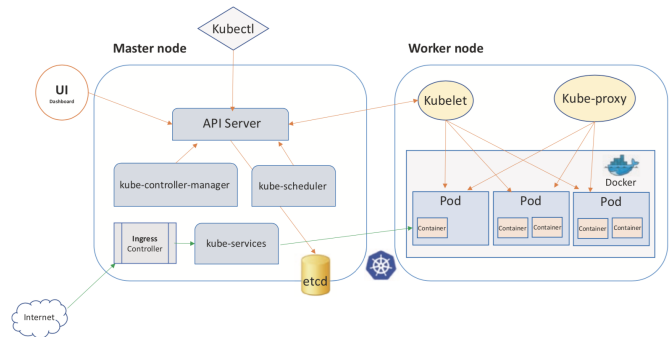 Kubectl
Master node
Worker node
UI
Dashboard
API Server
Kubelet
Kube-proxy
kube-controller-manager
kube-scheduler
Docker
Pod
Pod
Pod
Container
Container
Container
Container
Container
Ingress
Controller
kube-services
etcd
Internet